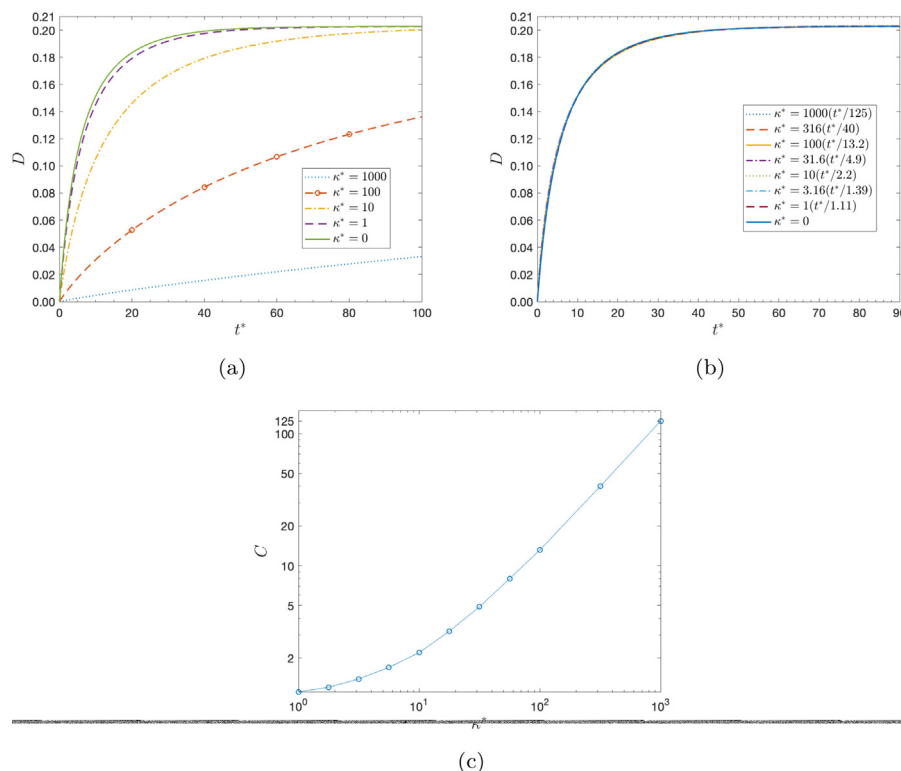 0.21
0.20
0.18
0.16
0.14
0.12
0.10
0.08
0.06
0.04
0.02
0.00
D
0 20 40 60 80 100
t*
κ* = 1000
κ* = 100
κ* = 10
κ* = 1
κ* = 0
(a)
0.21
0.20
0.18
0.16
0.14
0.12
0.10
0.08
0.06
0.04
0.02
0.00
D
0 10 20 30 40 50 60 70 80 90
t*
κ* = 1000(t*/125)
κ* = 316(t*/40)
κ* = 100(t*/13.2)
κ* = 31.6(t*/4.9)
κ* = 10(t*/2.2)
κ* = 3.16(t*/1.39)
κ* = 1(t*/1.11)
κ* = 0
(b)
125
100
50
20
10
5
2
C
10⁰ 10¹ 10² 10³
κ*
(c)